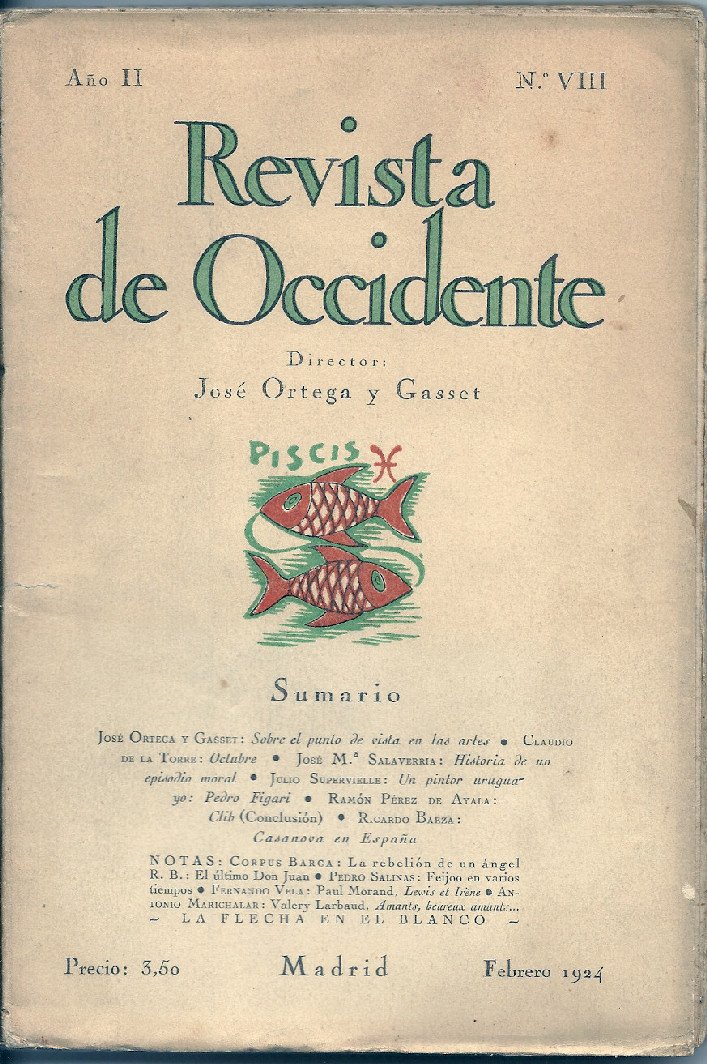 Año II Nº VIII
Revista
de Occidente
Director:
José Ortega y Gasset
PISCIS ♓
Sumario
JOSÉ ORTEGA Y GASSET: Sobre el punto de vista en las artes • CLAUDIO
DE LA TORRE: Octubre • JOSÉ M.ª SALAVERRIA: Historia de un
episodio moral • JULIO SUPERVIELLE: Un pintor urugua-
yo: Pedro Figari • RAMÓN PÉREZ DE AYALA:
Clib (Conclusión) • RICARDO BAEZA:
Casanova en España
NOTAS: CORPUS BARGA: La rebelión de un ángel
R. B.: El último Don Juan • PEDRO SALINAS: Feijoo en varios
tiempos • FERNANDO VELA: Paul Morand, Lewis et Irène • AN-
TONIO MARICHALAR: Valery Larbaud, Amants, heureux amants...
~ LA FLECHA EN EL BLANCO ~
Precio: 3,50 Madrid Febrero 1924